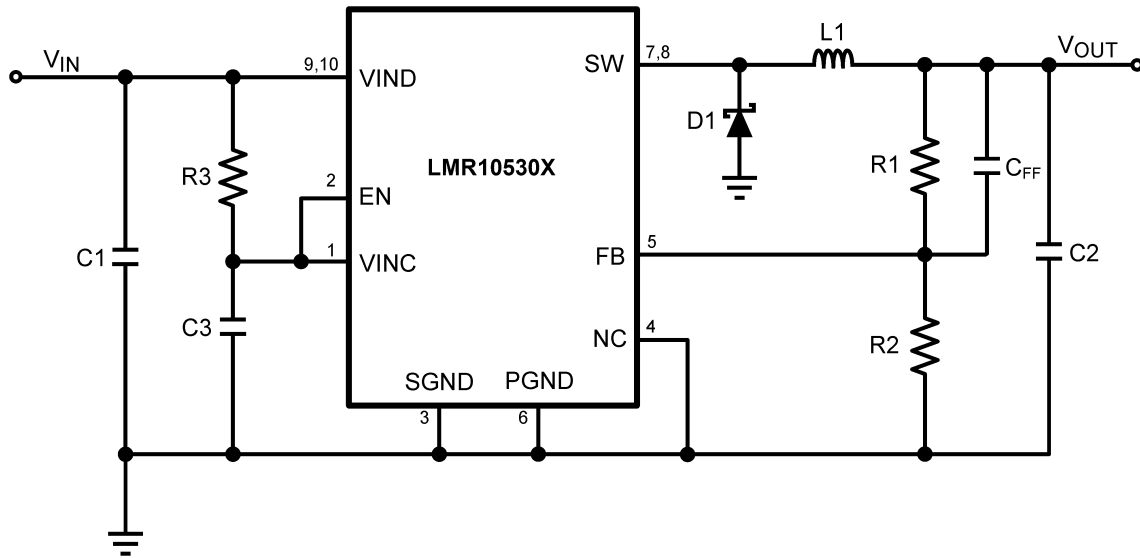 VIN
9,10
VIND
R3
2
EN
1
VINC
C1
C3
LMR10530X
SW
7,8
L1
VOUT
D1
R1
CFF
FB
5
C2
NC
4
R2
SGND
PGND
3
6